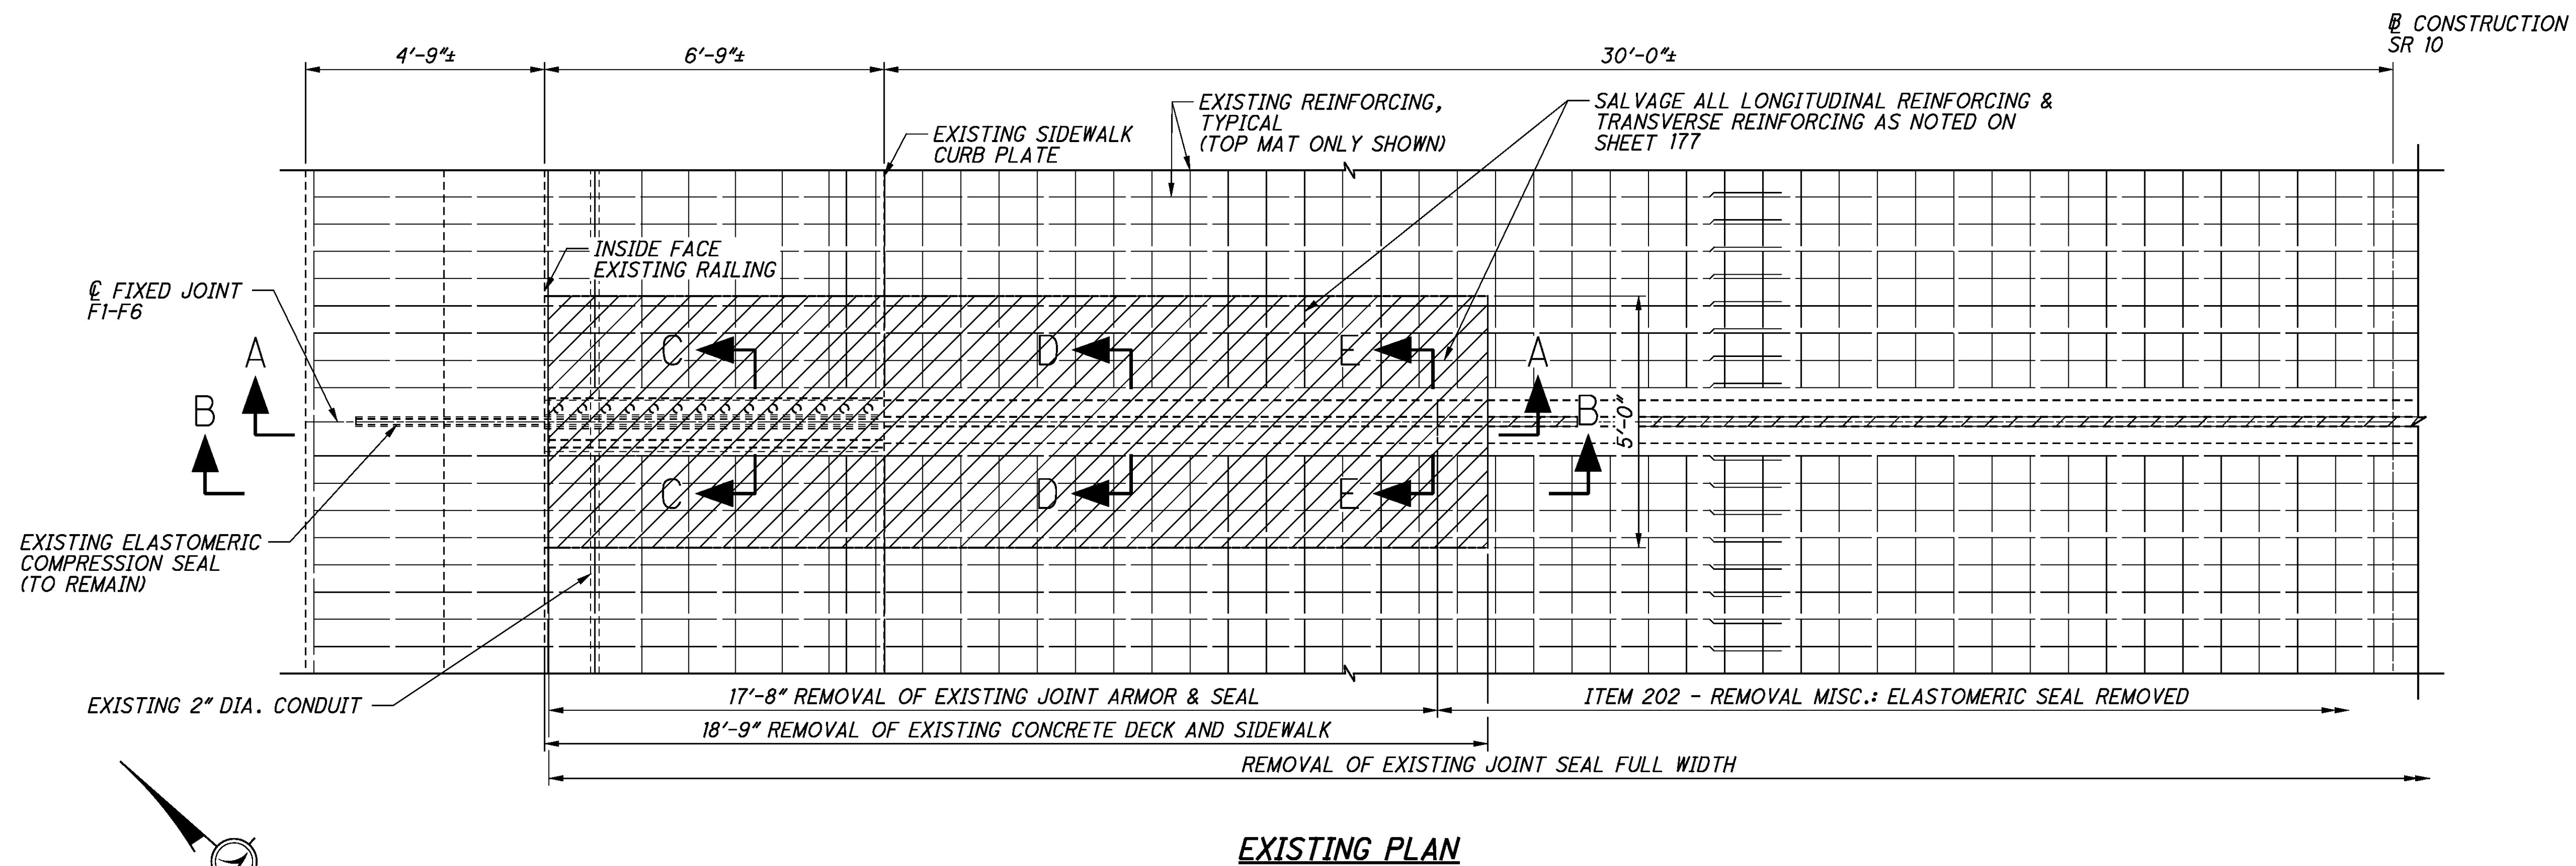 ℄ CONSTRUCTION
SR 10
4'-9"±
6'-9"±
30'-0"±
EXISTING SIDEWALK
CURB PLATE
EXISTING REINFORCING,
TYPICAL
(TOP MAT ONLY SHOWN)
SALVAGE ALL LONGITUDINAL REINFORCING &
TRANSVERSE REINFORCING AS NOTED ON
SHEET 177
INSIDE FACE
EXISTING RAILING
℄ FIXED JOINT
F1-F6
A
B
C
D
E
A
B
5'-0"
C
D
E
EXISTING ELASTOMERIC
COMPRESSION SEAL
(TO REMAIN)
EXISTING 2" DIA. CONDUIT
17'-8" REMOVAL OF EXISTING JOINT ARMOR & SEAL
ITEM 202 - REMOVAL MISC.: ELASTOMERIC SEAL REMOVED
18'-9" REMOVAL OF EXISTING CONCRETE DECK AND SIDEWALK
REMOVAL OF EXISTING JOINT SEAL FULL WIDTH
EXISTING PLAN